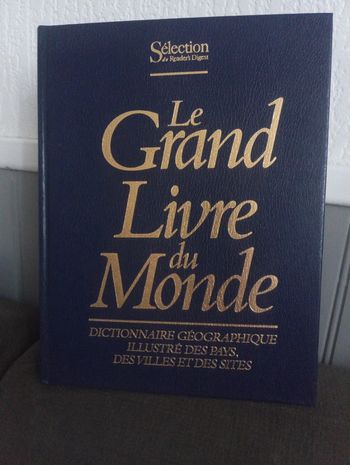 Sélection
du Reader's Digest
Le
Grand
Livre
du
Monde
DICTIONNAIRE GÉOGRAPHIQUE
ILLUSTRÉ DES PAYS,
DES VILLES ET DES SITES